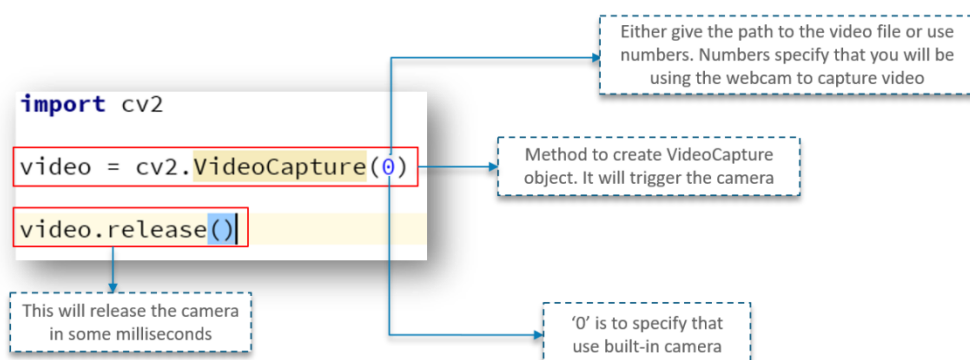 Either give the path to the video file or use
numbers. Numbers specify that you will be
using the webcam to capture video
import cv2
video = cv2.VideoCapture(0)
Method to create VideoCapture
object. It will trigger the camera
video.release()
This will release the camera
in some milliseconds
‘0’ is to specify that
use built-in camera